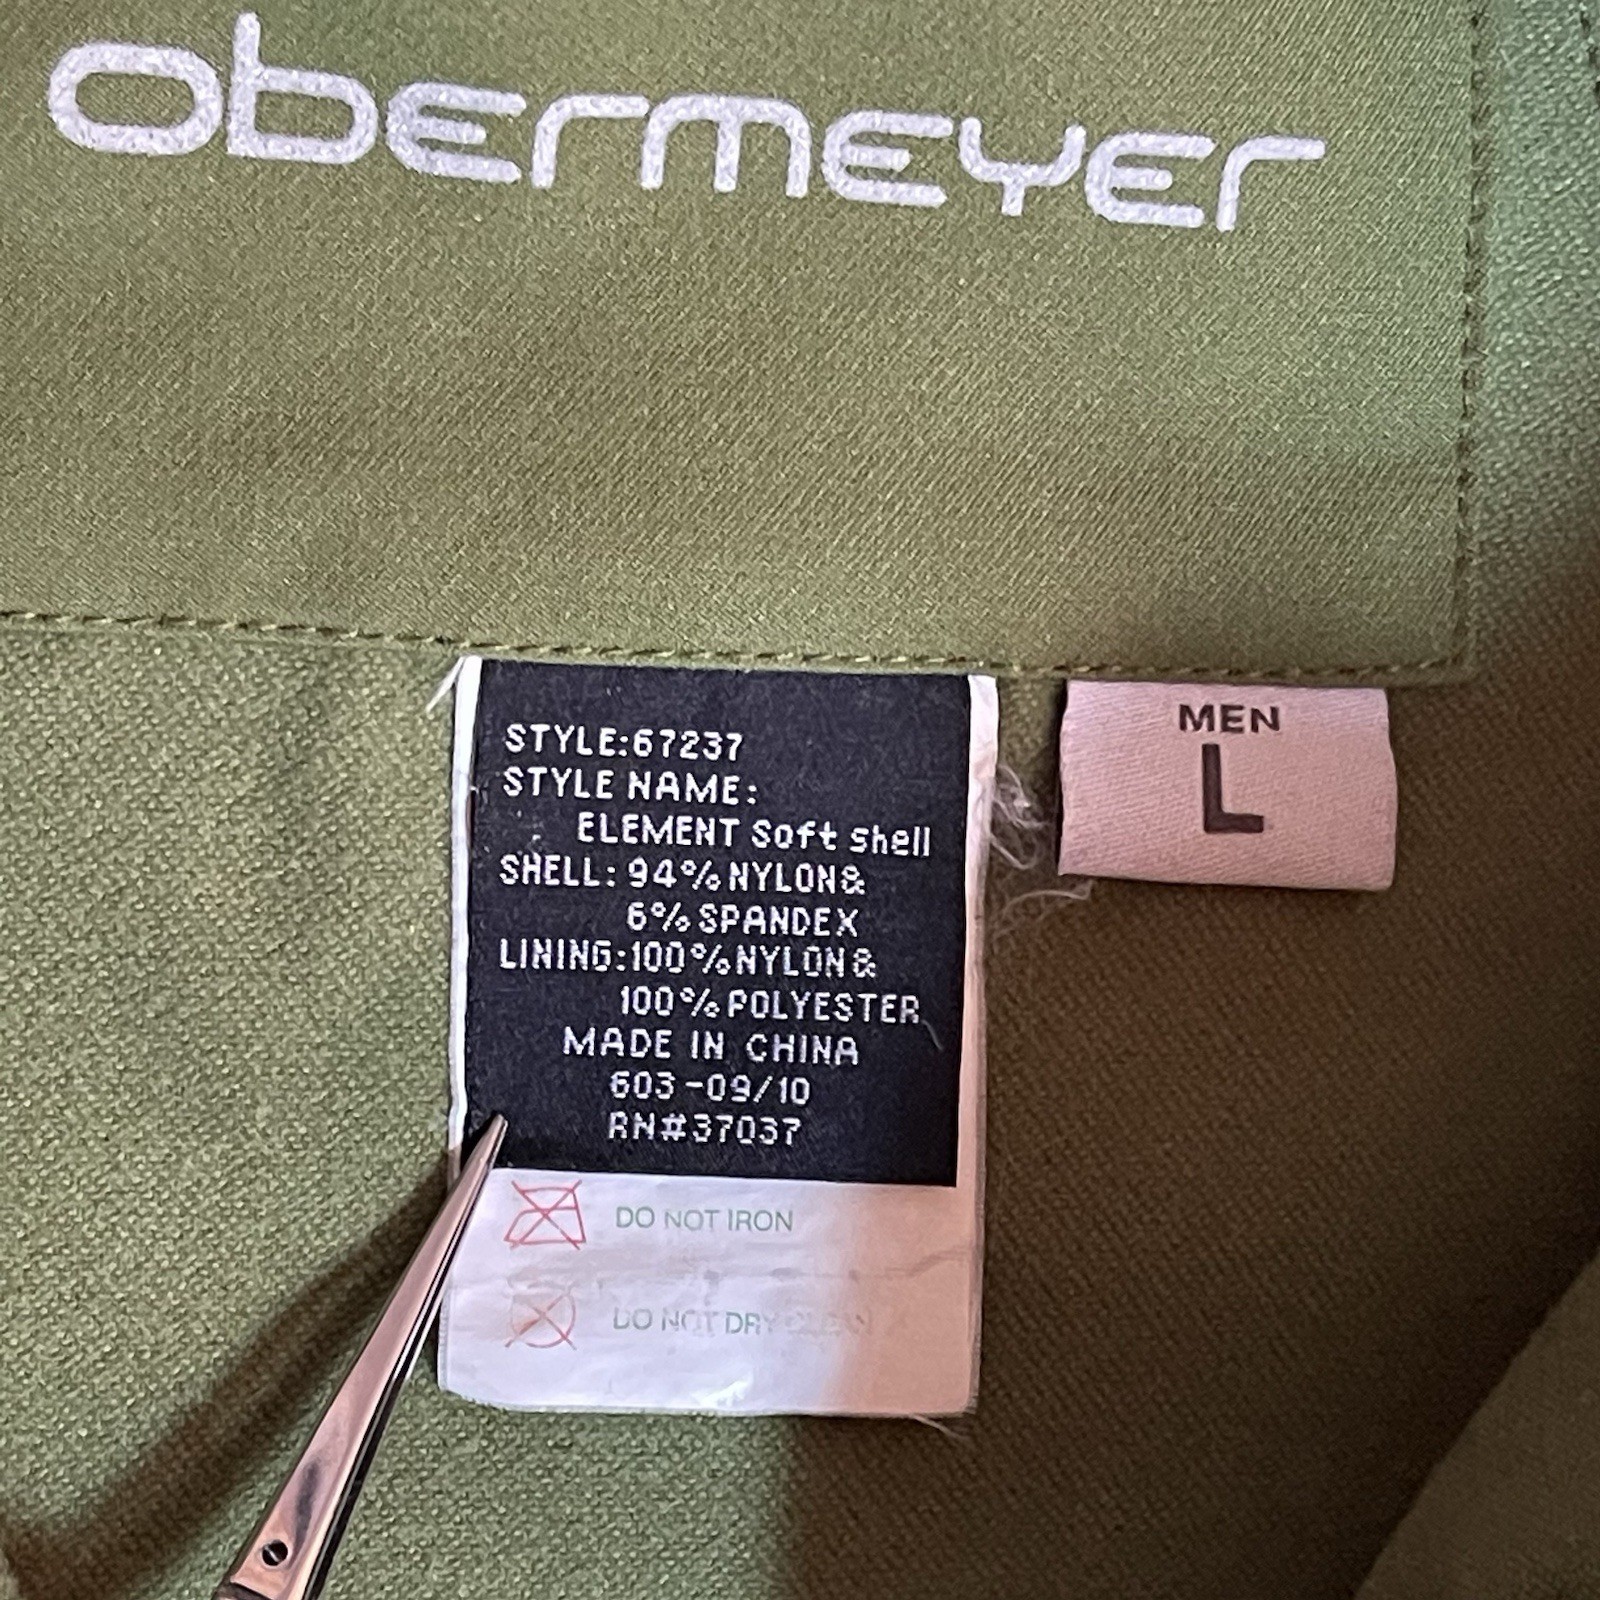 obermeyer
STYLE:67237
STYLE NAME:
ELEMENT Soft shell
SHELL: 94% NYLON&
6% SPANDEX
LINING:100% NYLON&
100% POLYESTER
MADE IN CHINA
603-09/10
RN#37037
DO NOT IRON
DO NOT DRY CLEAN
MEN
L